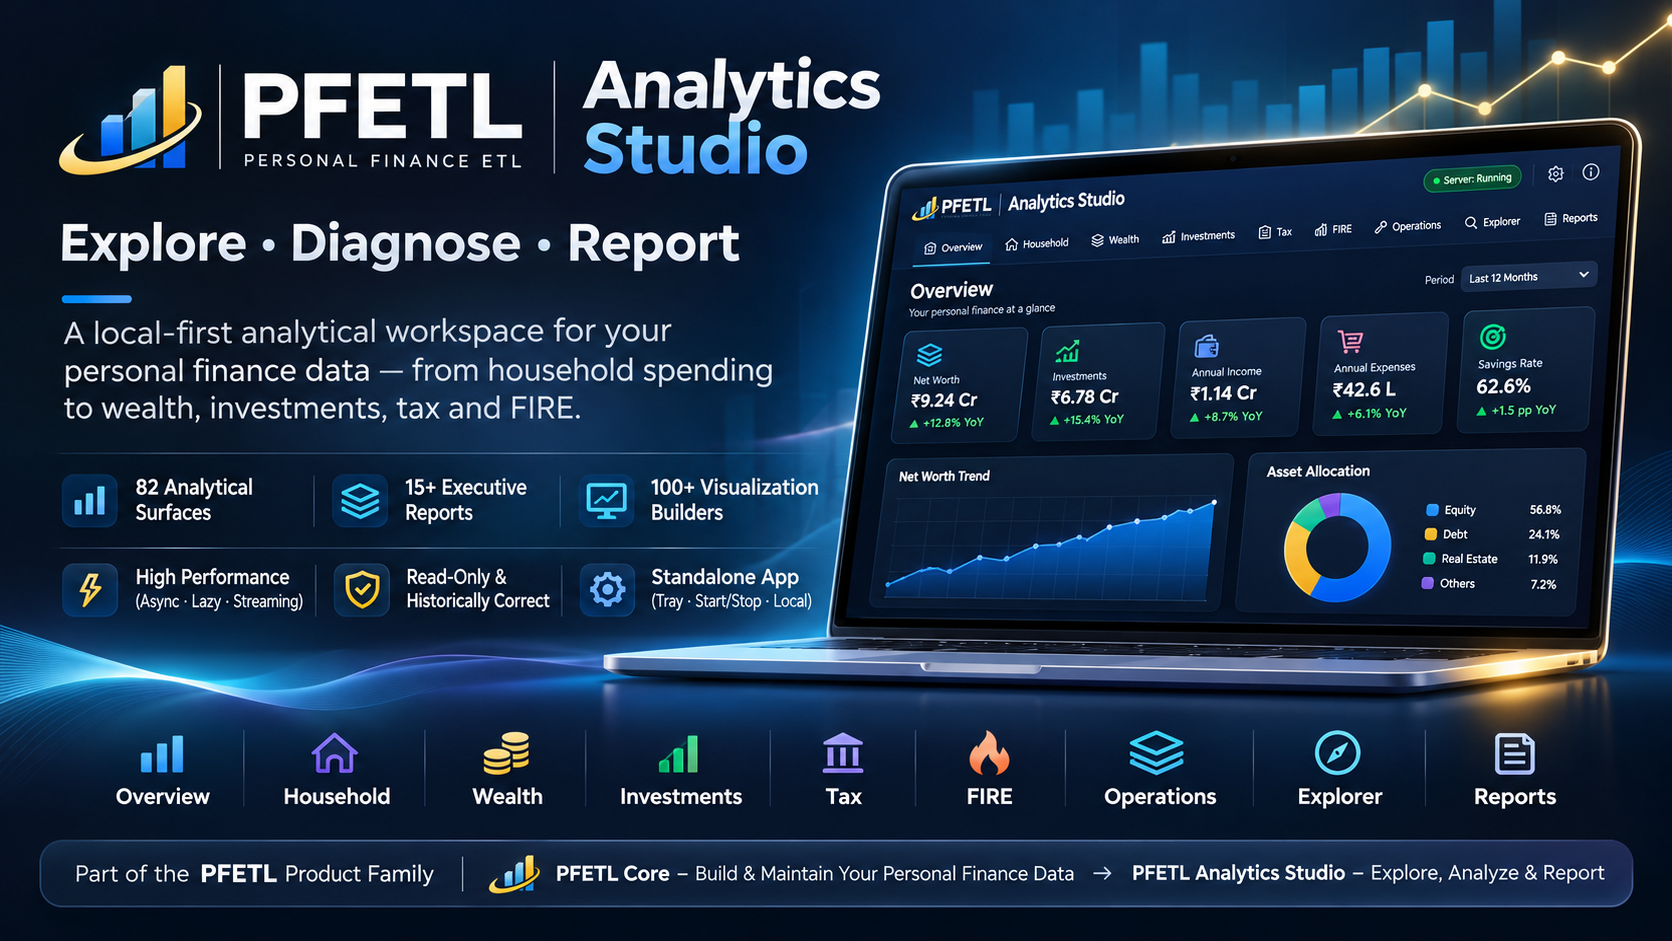 PFETL
PERSONAL FINANCE ETL
Analytics
Studio
Explore • Diagnose • Report
A local-first analytical workspace for your
personal finance data — from household spending
to wealth, investments, tax and FIRE.
82 Analytical
Surfaces
15+ Executive
Reports
100+ Visualization
Builders
High Performance
(Async · Lazy · Streaming)
Read-Only &
Historically Correct
Standalone App
(Tray · Start/Stop · Local)
PFETL
Analytics Studio
Server: Running
Overview
Household
Wealth
Investments
Tax
FIRE
Operations
Explorer
Reports
Overview
Your personal finance at a glance
Period
Last 12 Months
Net Worth
₹9.24 Cr
▲ +12.8% YoY
Investments
₹6.78 Cr
▲ +15.4% YoY
Annual Income
₹1.14 Cr
▲ +8.7% YoY
Annual Expenses
₹42.6 L
▲ +6.1% YoY
Savings Rate
62.6%
▲ +1.5 pp YoY
Net Worth Trend
Asset Allocation
Equity 56.8%
Debt 24.1%
Real Estate 11.9%
Others 7.2%
Overview
Household
Wealth
Investments
Tax
FIRE
Operations
Explorer
Reports
Part of the PFETL Product Family
PFETL Core – Build & Maintain Your Personal Finance Data → PFETL Analytics Studio – Explore, Analyze & Report